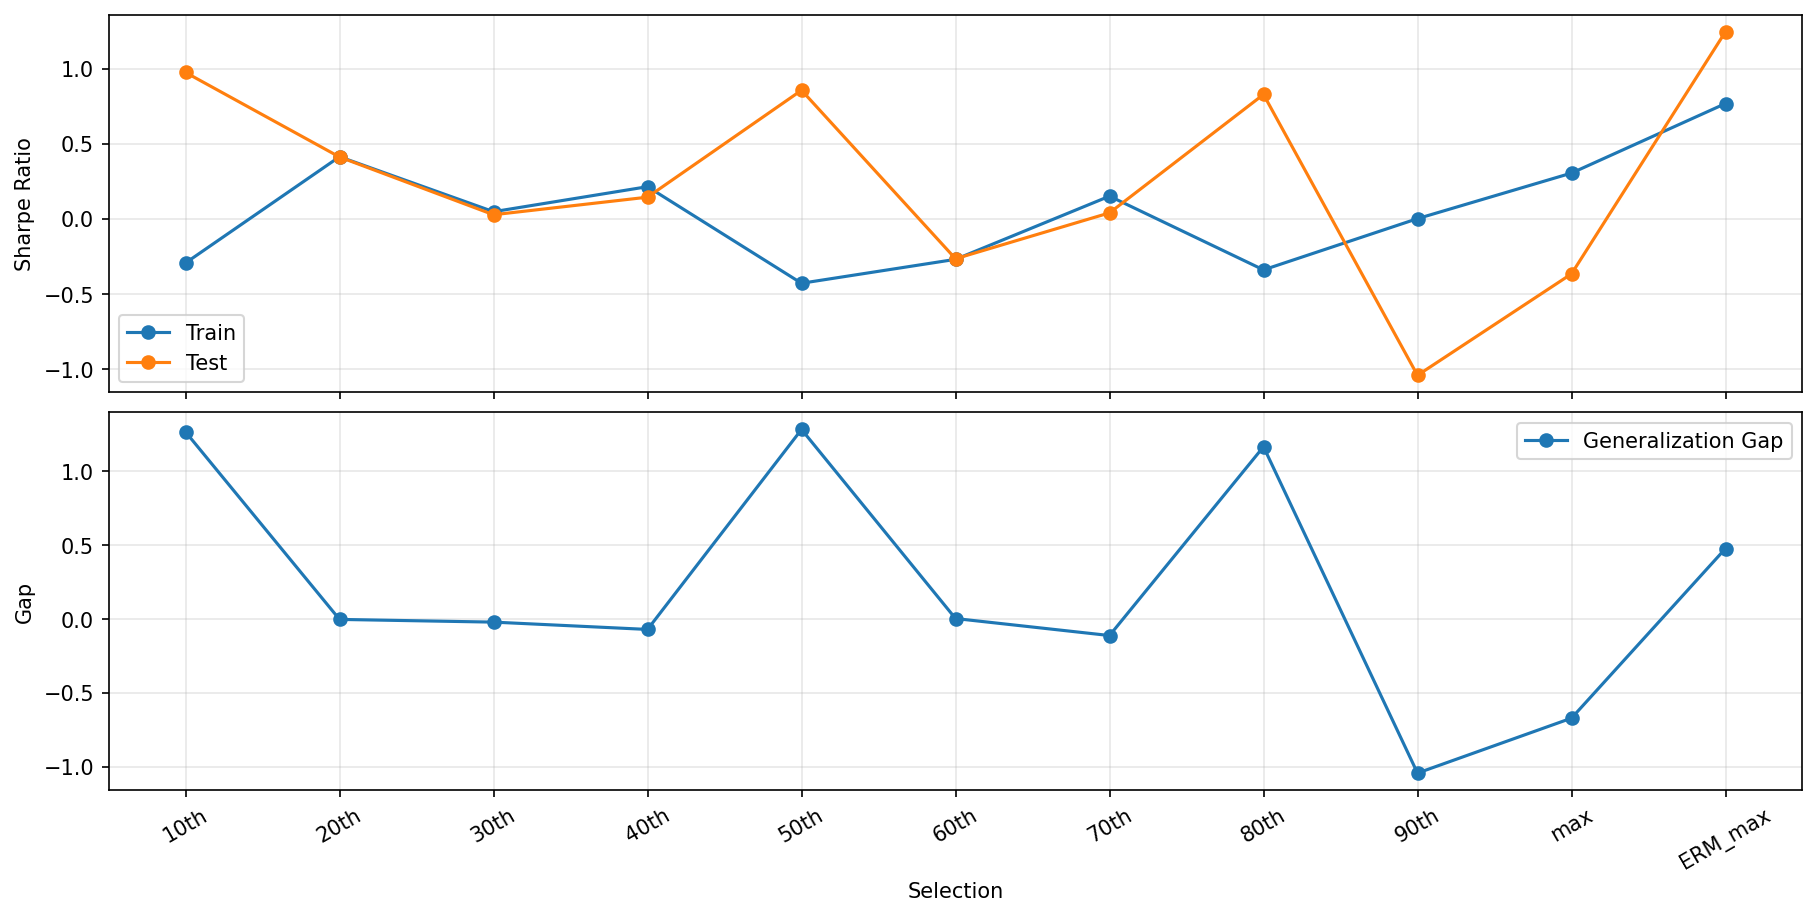 Sharpe Ratio
1.0
0.5
0.0
−0.5
−1.0
Train
Test
Gap
1.0
0.5
0.0
−0.5
−1.0
Generalization Gap
10th 20th 30th 40th 50th 60th 70th 80th 90th max ERM_max
Selection